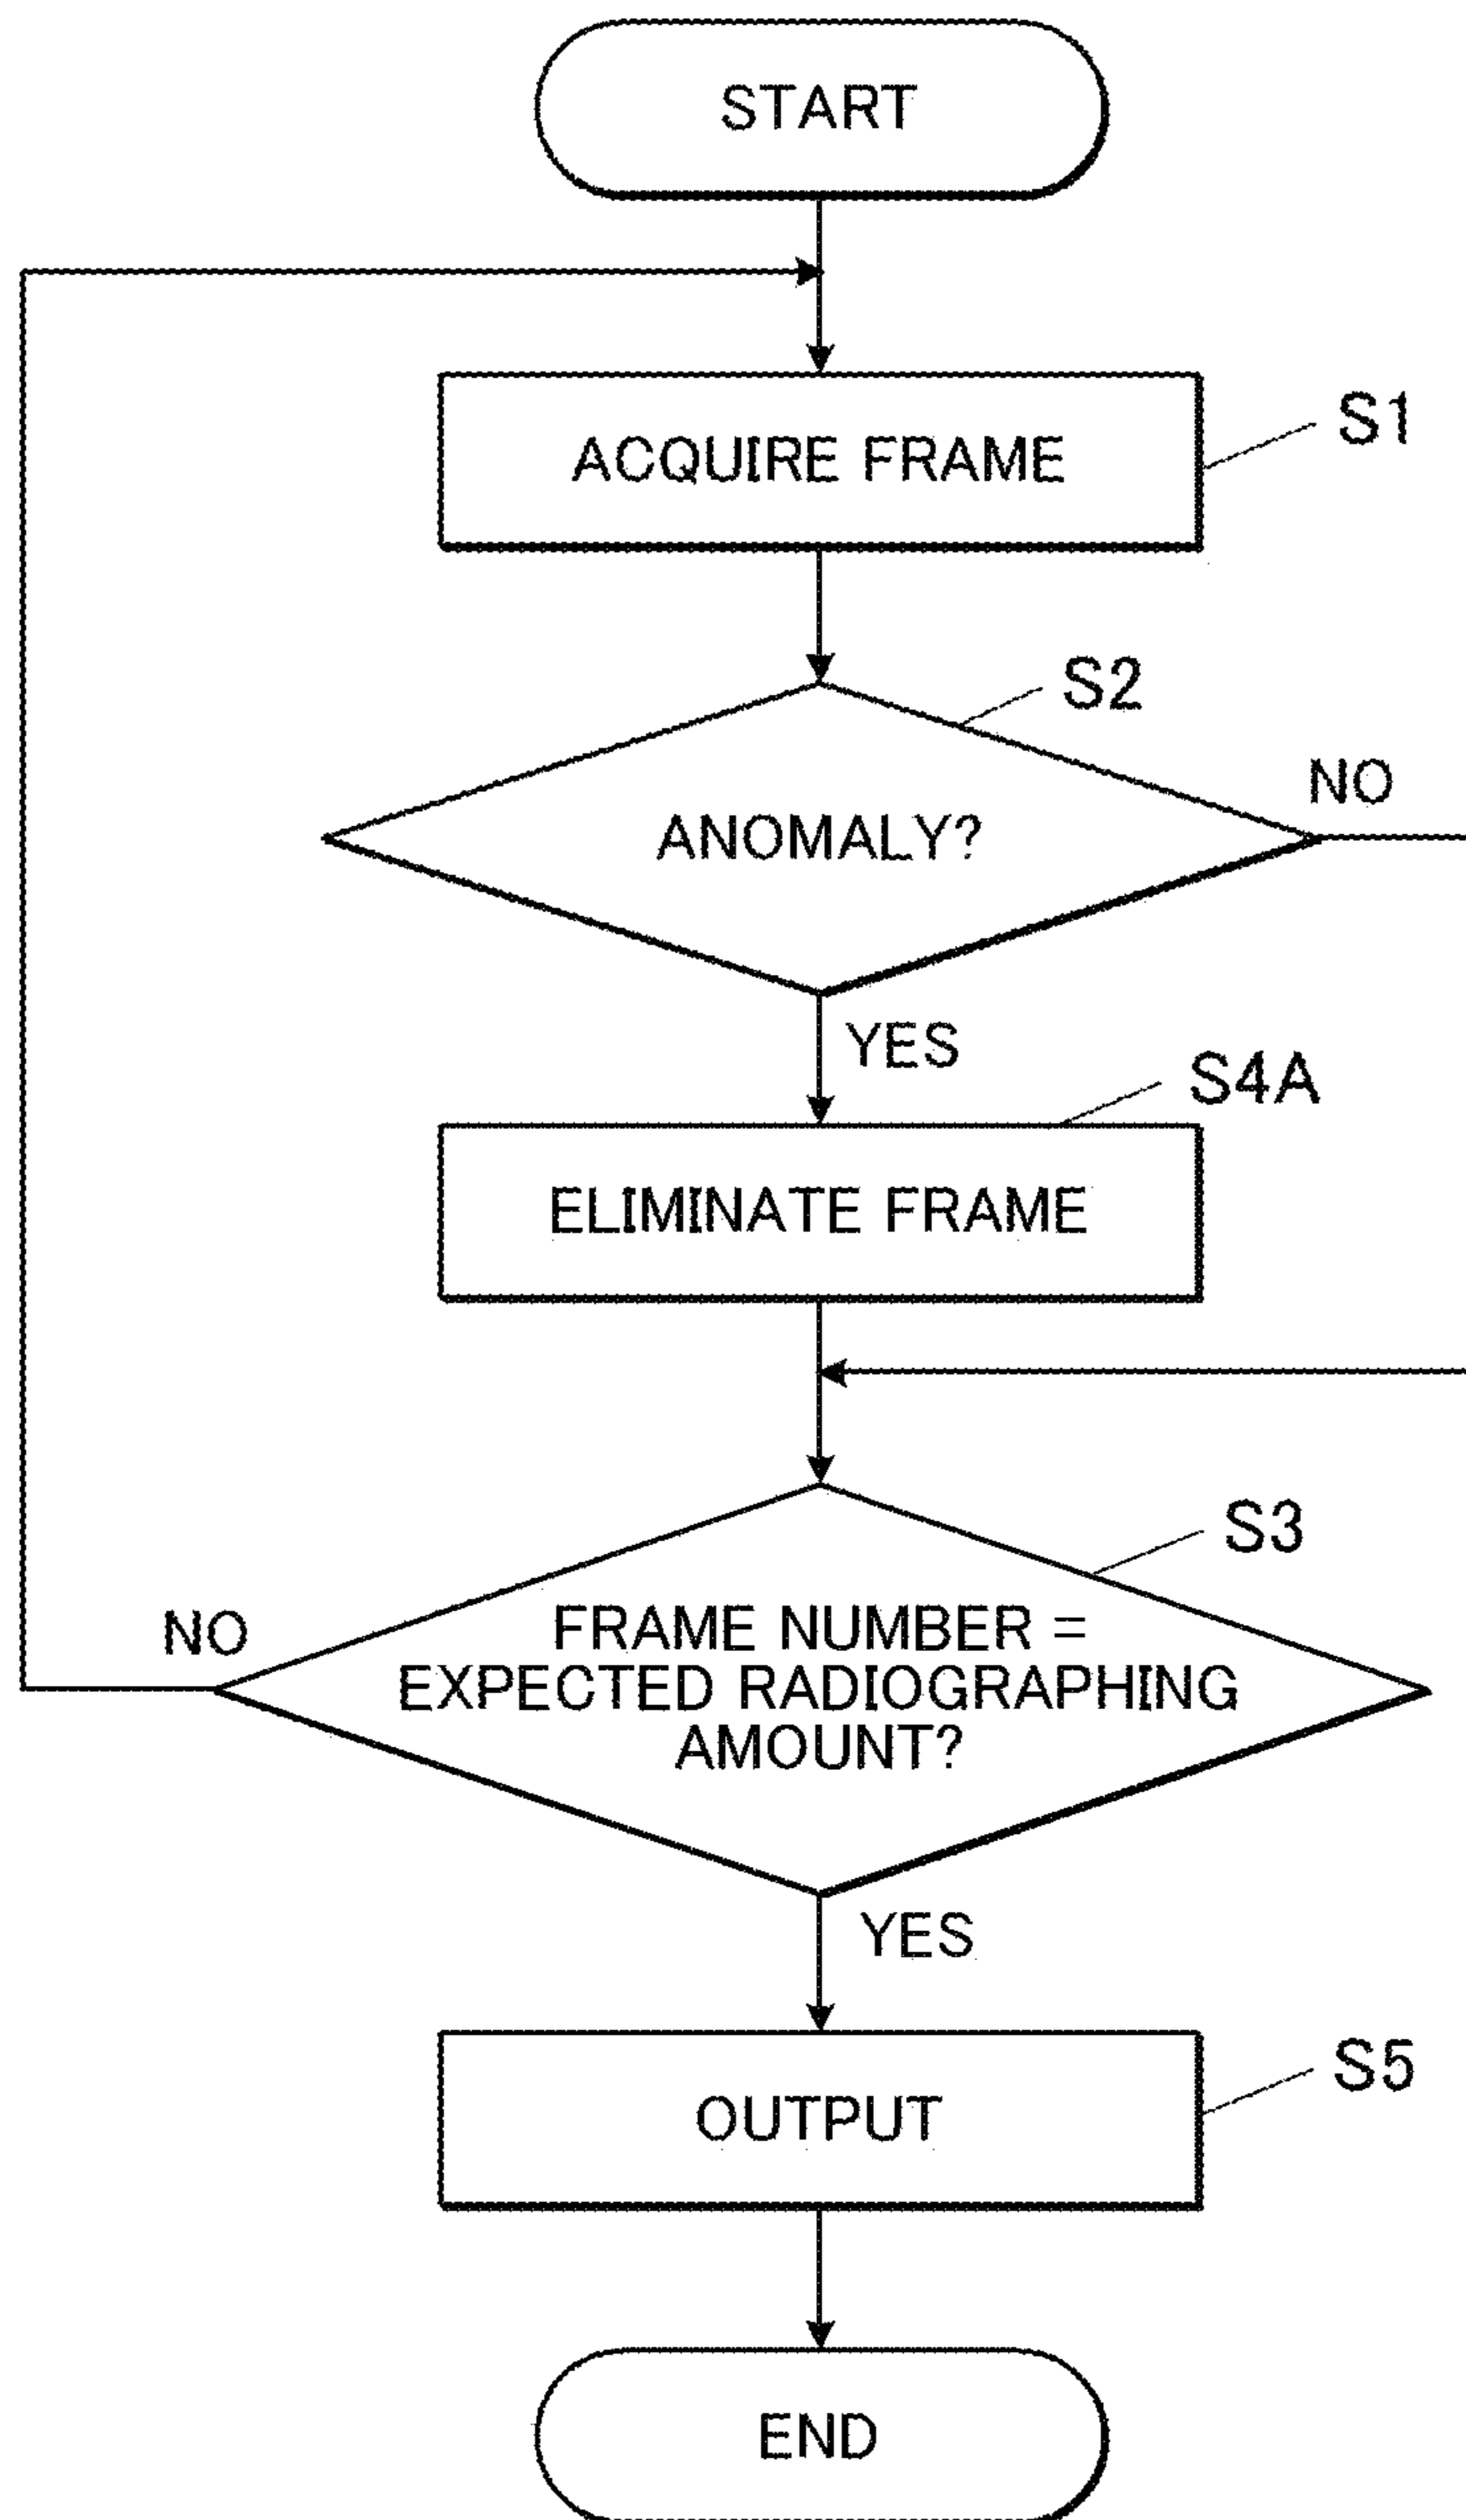 START
ACQUIRE FRAME
S1
S2
ANOMALY?
NO
YES
S4A
ELIMINATE FRAME
S3
NO
FRAME NUMBER =
EXPECTED RADIOGRAPHING
AMOUNT?
YES
OUTPUT
S5
END